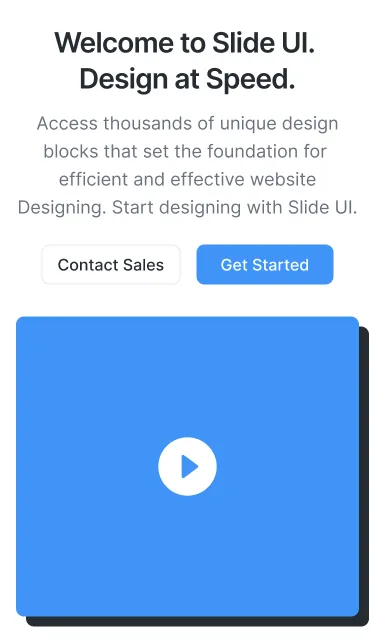 Welcome to Slide UI.
Design at Speed.
Access thousands of unique design
blocks that set the foundation for
efficient and effective website
Designing. Start designing with Slide UI.
Contact Sales
Get Started